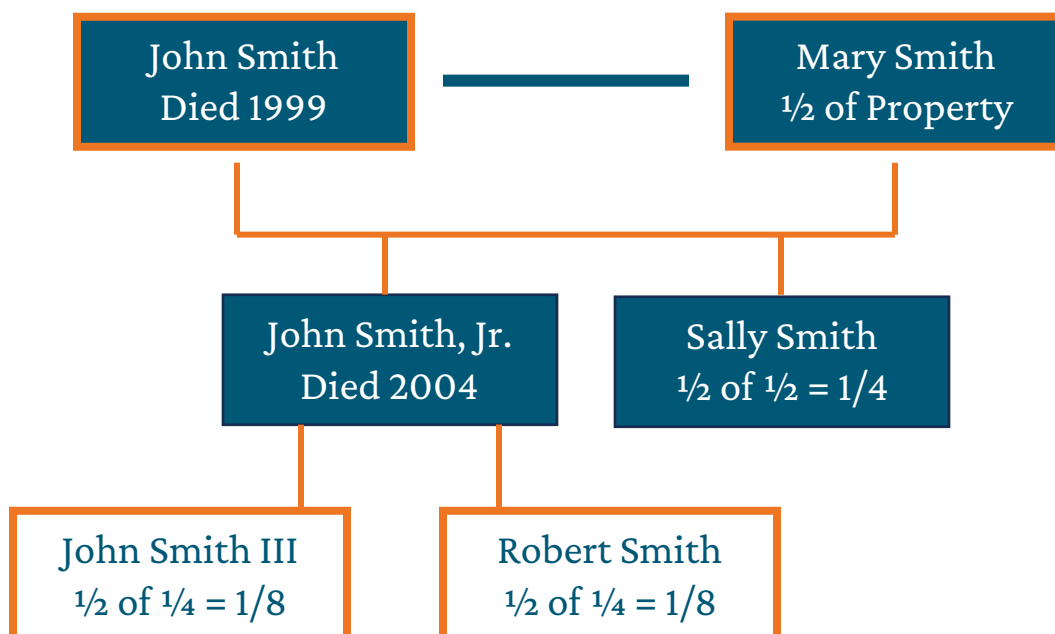 John Smith
Died 1999
Mary Smith
½ of Property
John Smith, Jr.
Died 2004
Sally Smith
½ of ½ = 1/4
John Smith III
½ of ¼ = 1/8
Robert Smith
½ of ¼ = 1/8